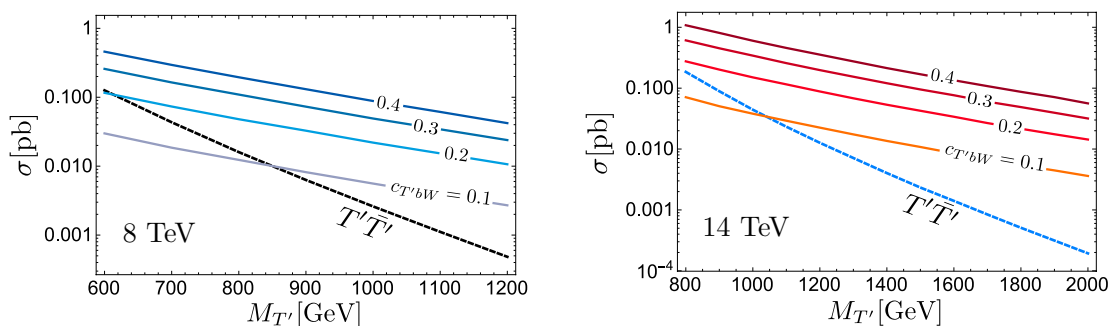 σ[pb]
1
0.100
0.010
0.001
0.4
0.3
0.2
c_{T'bW} = 0.1
T'T̄'
8 TeV
600 700 800 900 1000 1100 1200
M_{T'}[GeV]
σ[pb]
1
0.100
0.010
0.001
10⁻⁴
0.4
0.3
0.2
c_{T'bW} = 0.1
T'T̄'
14 TeV
800 1000 1200 1400 1600 1800 2000
M_{T'}[GeV]